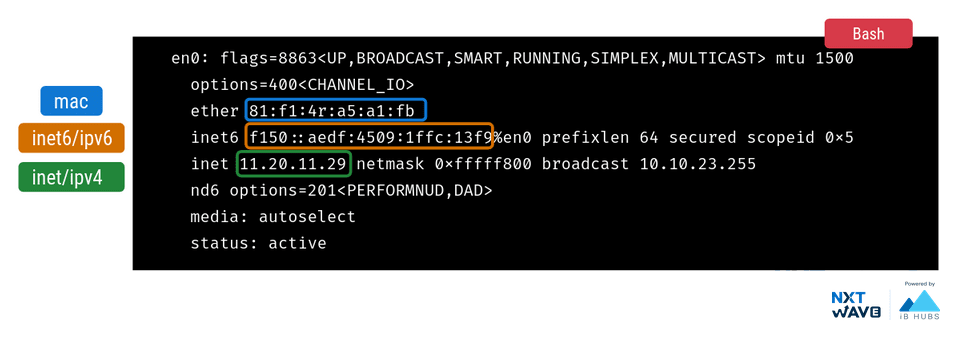 Bash
en0: flags=8863<UP,BROADCAST,SMART,RUNNING,SIMPLEX,MULTICAST> mtu 1500
options=400<CHANNEL_IO>
mac
ether 81:f1:4r:a5:a1:fb
inet6/ipv6
inet6 f150::aedf:4509:1ffc:13f9%en0 prefixlen 64 secured scopeid 0×5
inet/ipv4
inet 11.20.11.29 netmask 0×fffff800 broadcast 10.10.23.255
nd6 options=201<PERFORMNUD,DAD>
media: autoselect
status: active
NXT
WAVE
Powered by
iB HUBS